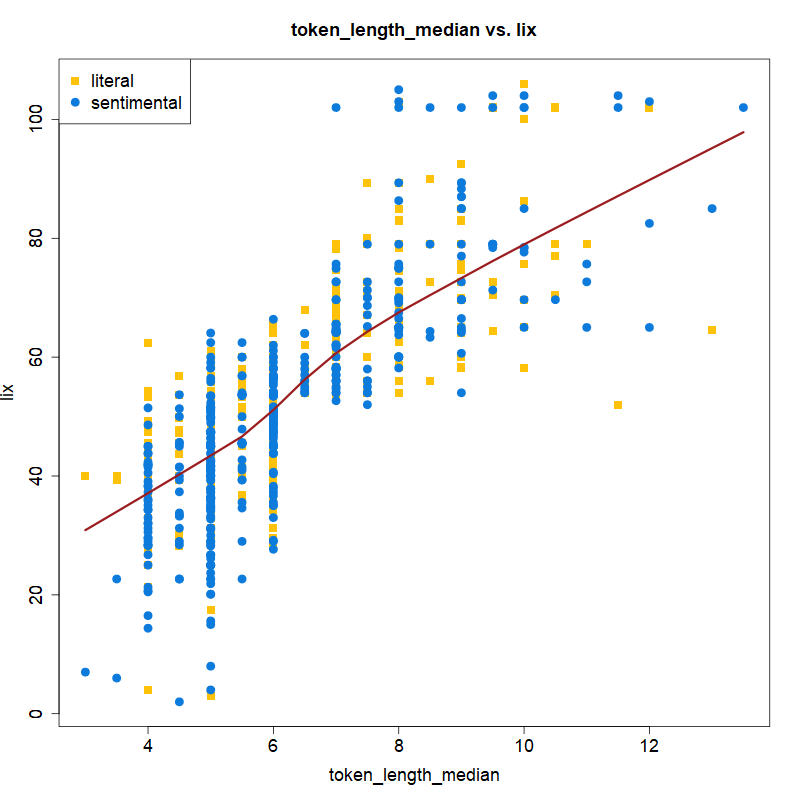 token_length_median vs. lix
literal
sentimental
100
80
60
40
20
0
lix
4 6 8 10 12
token_length_median